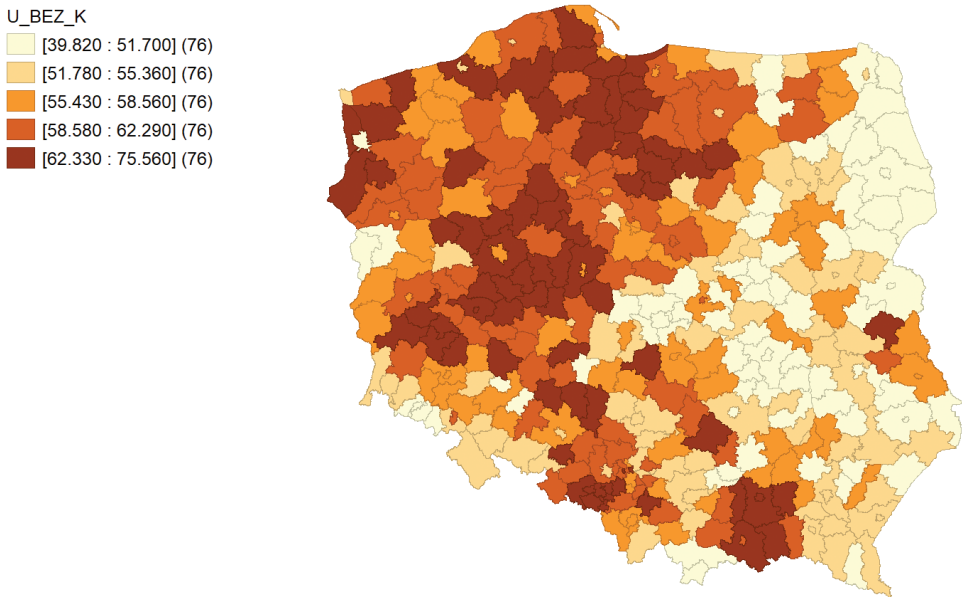 U_BEZ_K
[39.820 : 51.700] (76)
[51.780 : 55.360] (76)
[55.430 : 58.560] (76)
[58.580 : 62.290] (76)
[62.330 : 75.560] (76)